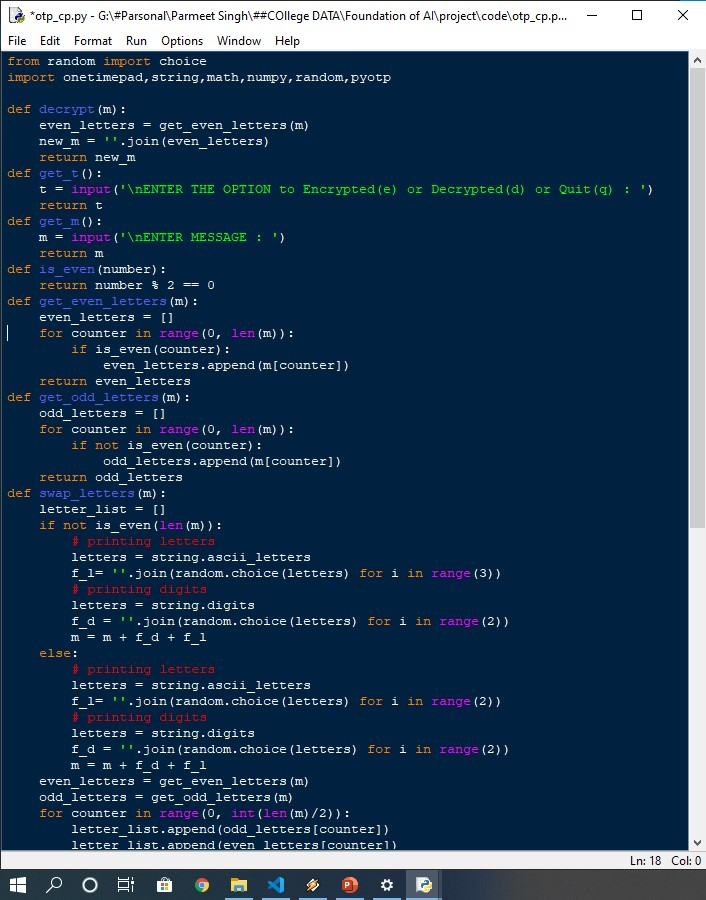 *otp_cp.py - G:\#Parsonal\Parmeet Singh\##COllege DATA\Foundation of AI\project\code\otp_cp.p...
File Edit Format Run Options Window Help
from random import choice
import onetimepad,string,math,numpy,random,pyotp
def decrypt(m):
    even_letters = get_even_letters(m)
    new_m = ''.join(even_letters)
    return new_m
def get_t():
    t = input('\nENTER THE OPTION to Encrypted(e) or Decrypted(d) or Quit(q) : ')
    return t
def get_m():
    m = input('\nENTER MESSAGE : ')
    return m
def is_even(number):
    return number % 2 == 0
def get_even_letters(m):
    even_letters = []
    for counter in range(0, len(m)):
        if is_even(counter):
            even_letters.append(m[counter])
    return even_letters
def get_odd_letters(m):
    odd_letters = []
    for counter in range(0, len(m)):
        if not is_even(counter):
            odd_letters.append(m[counter])
    return odd_letters
def swap_letters(m):
    letter_list = []
    if not is_even(len(m)):
        # printing letters
        letters = string.ascii_letters
        f_l= ''.join(random.choice(letters) for i in range(3))
        # printing digits
        letters = string.digits
        f_d = ''.join(random.choice(letters) for i in range(2))
        m = m + f_d + f_l
    else:
        # printing letters
        letters = string.ascii_letters
        f_l= ''.join(random.choice(letters) for i in range(2))
        # printing digits
        letters = string.digits
        f_d = ''.join(random.choice(letters) for i in range(2))
        m = m + f_d + f_l
    even_letters = get_even_letters(m)
    odd_letters = get_odd_letters(m)
    for counter in range(0, int(len(m)/2)):
        letter_list.append(odd_letters[counter])
        letter_list.append(even_letters[counter])
Ln: 18 Col: 0